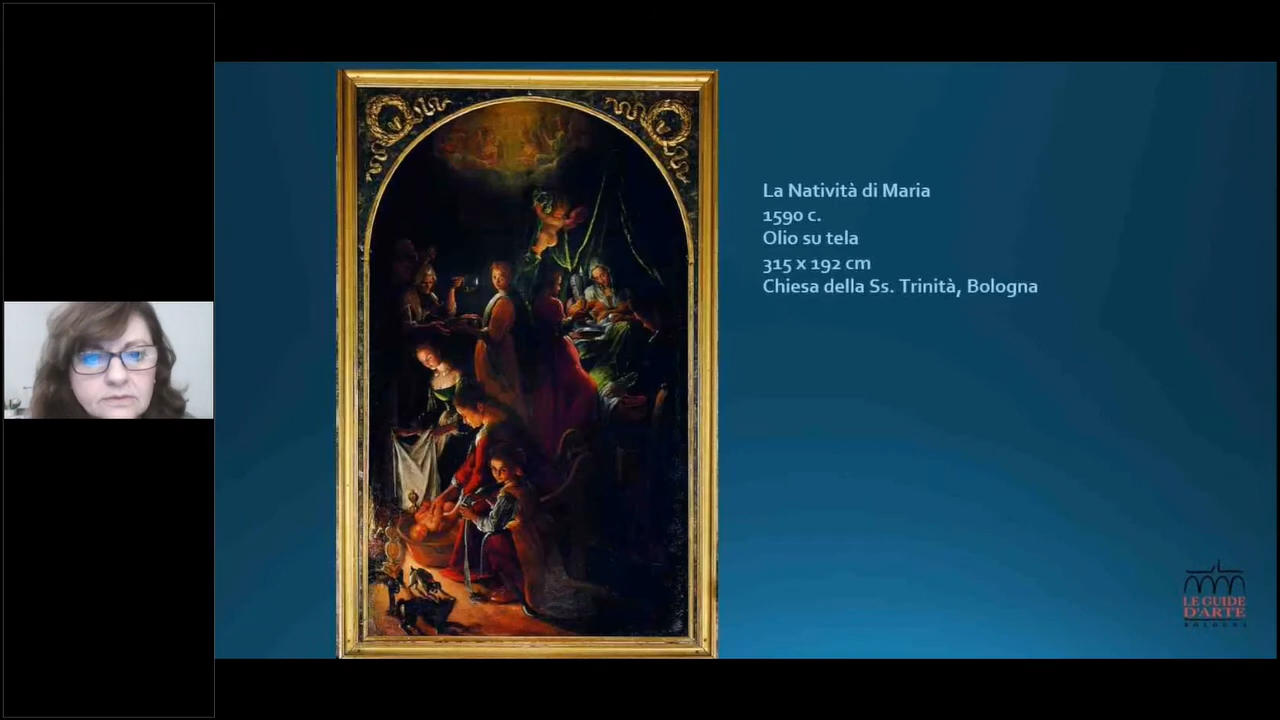 La Natività di Maria
1590 c.
Olio su tela
315 x 192 cm
Chiesa della Ss. Trinità, Bologna
LE GUIDE
D'ARTE
BOLOGNA